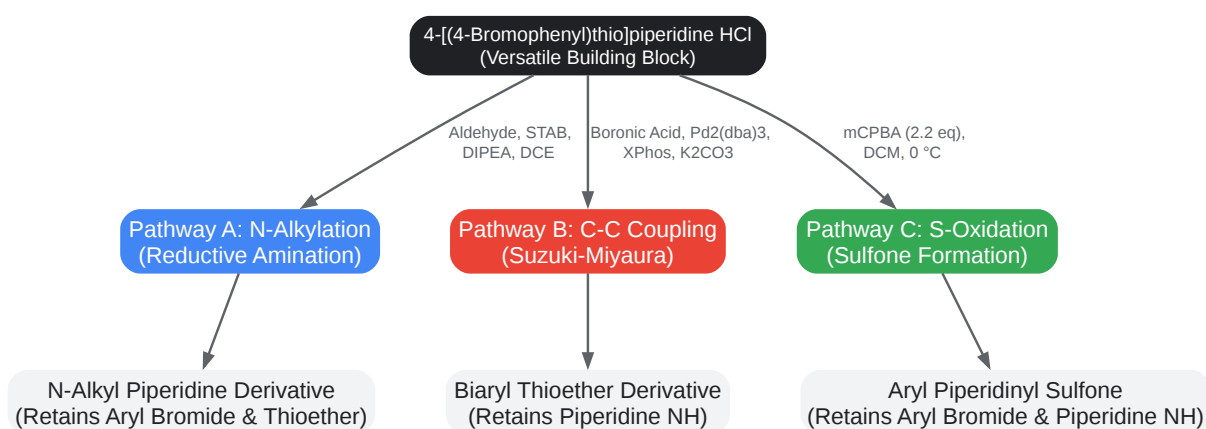 4-[(4-Bromophenyl)thio]piperidine HCl
(Versatile Building Block)
Aldehyde, STAB,
DIPEA, DCE
Boronic Acid, Pd2(dba)3,
XPhos, K2CO3
mCPBA (2.2 eq),
DCM, 0 °C
Pathway A: N-Alkylation
(Reductive Amination)
Pathway B: C-C Coupling
(Suzuki-Miyaura)
Pathway C: S-Oxidation
(Sulfone Formation)
N-Alkyl Piperidine Derivative
(Retains Aryl Bromide & Thioether)
Biaryl Thioether Derivative
(Retains Piperidine NH)
Aryl Piperidinyl Sulfone
(Retains Aryl Bromide & Piperidine NH)